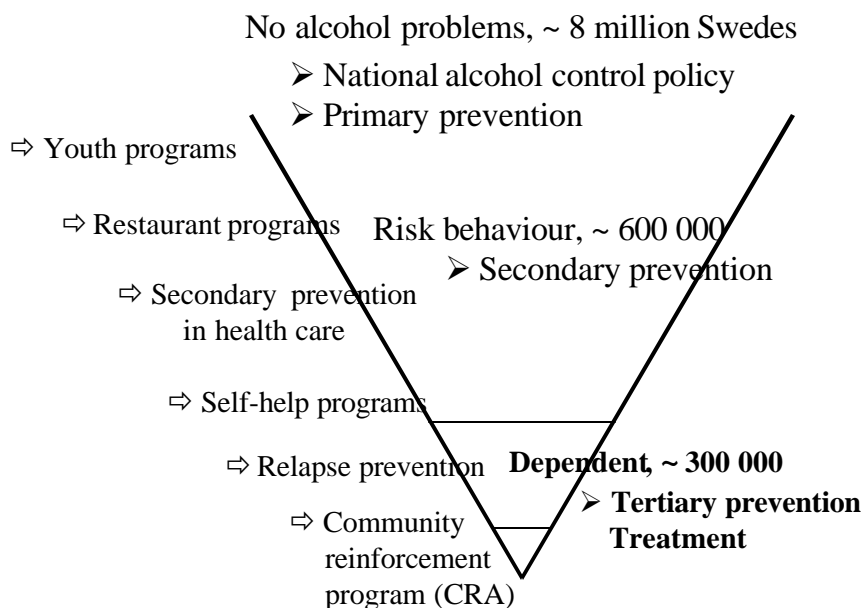 No alcohol problems, ~ 8 million Swedes
➢ National alcohol control policy
➢ Primary prevention
⇨ Youth programs
⇨ Restaurant programs
Risk behaviour, ~ 600 000
➢ Secondary prevention
⇨ Secondary prevention
in health care
⇨ Self-help programs
⇨ Relapse prevention
Dependent, ~ 300 000
➢ Tertiary prevention
Treatment
⇨ Community
reinforcement
program (CRA)